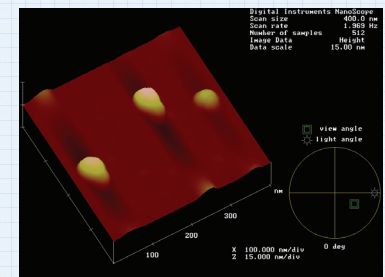 Digital Instruments NanoScope
Scan size 400.0 nm
Scan rate 1.969 Hz
Number of samples 512
Image Data Height
Data scale 15.00 nm
view angle
light angle
nm
300
200
100
X 100.000 nm/div
Z 15.000 nm/div
0 deg